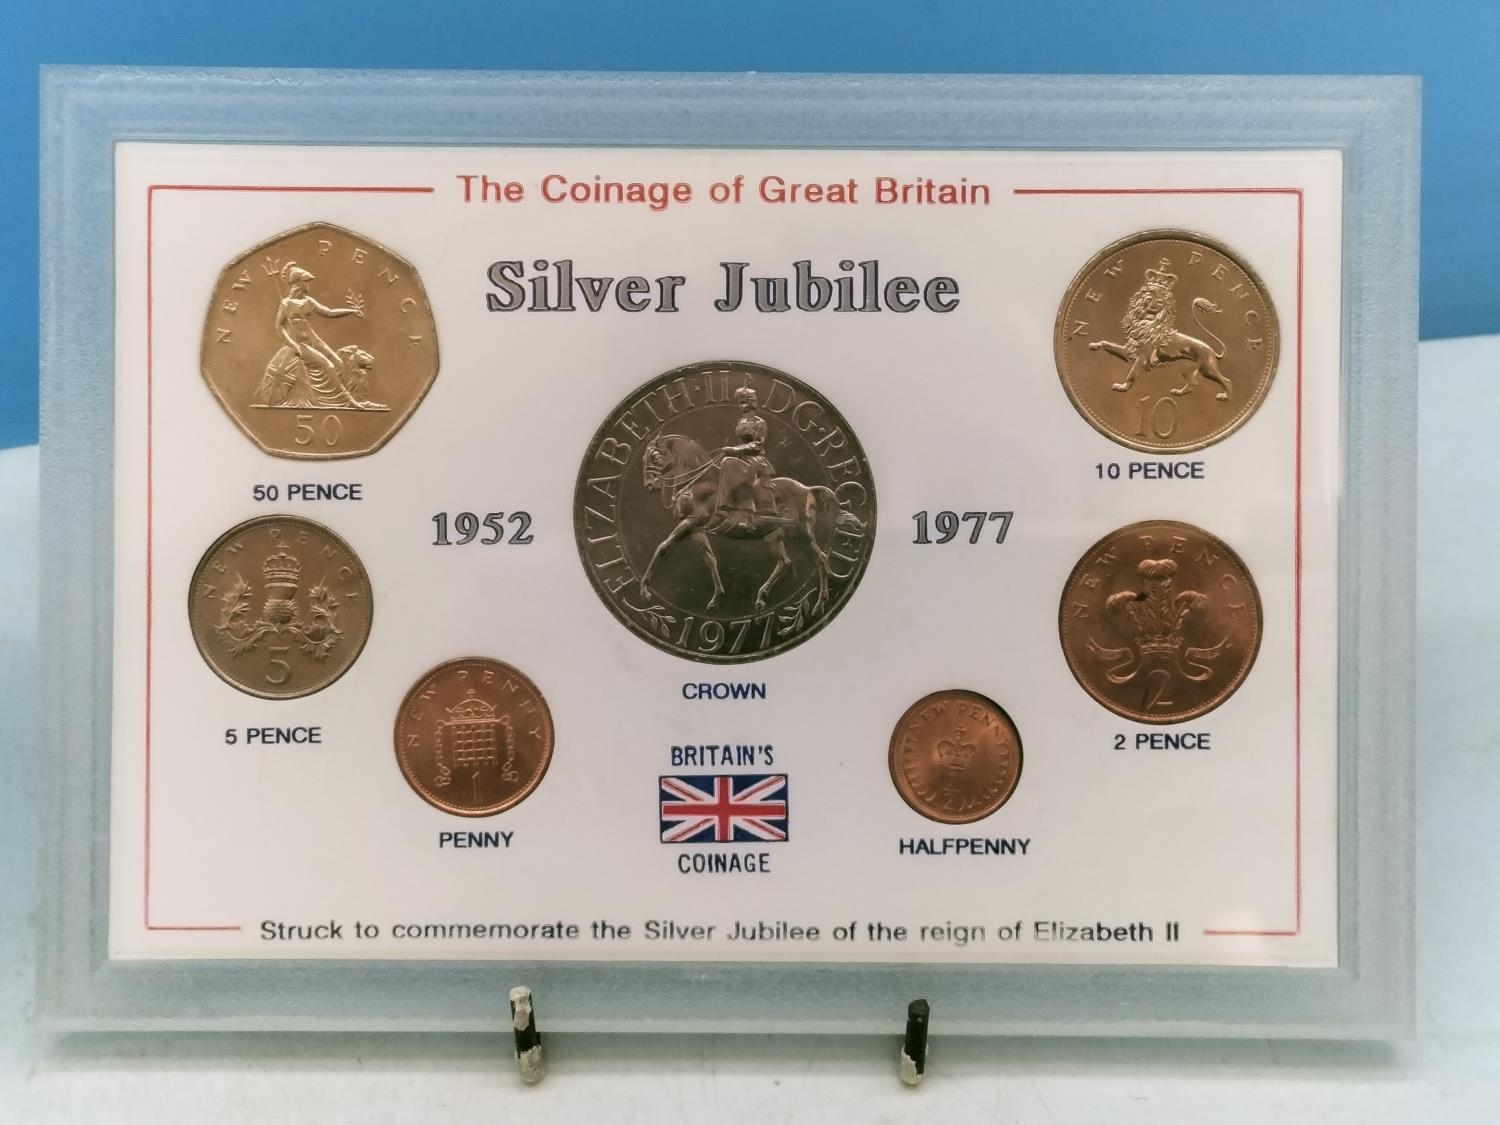 The Coinage of Great Britain
Silver Jubilee
NEW PENCE
50
50 PENCE
NEW PENCE
10
10 PENCE
1952
ELIZABETH·II DG·REG FD
1977
CROWN
1977
NEW PENCE
5
5 PENCE
NEW PENCE
2
2 PENCE
NEW PENNY
1
PENNY
BRITAIN'S
COINAGE
NEW PENNY
1/2
HALFPENNY
Struck to commemorate the Silver Jubilee of the reign of Elizabeth II